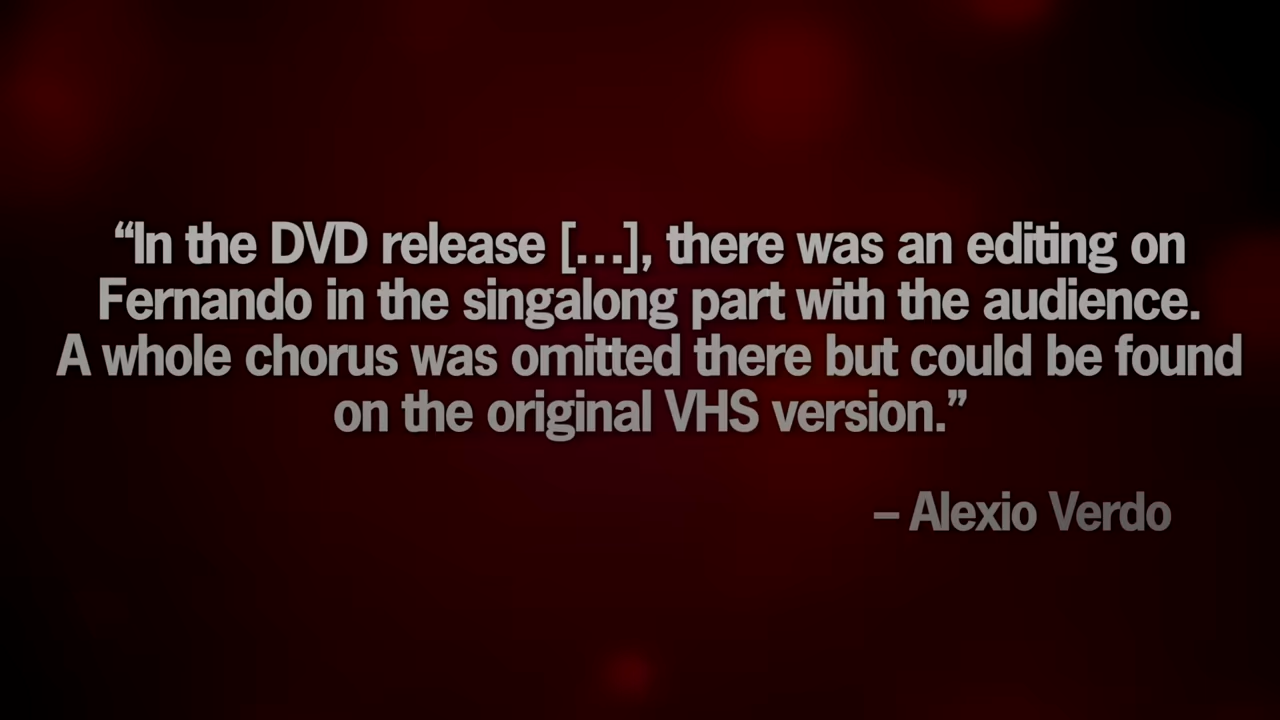 “In the DVD release […], there was an editing on
Fernando in the singalong part with the audience.
A whole chorus was omitted there but could be found
on the original VHS version.”
– Alexio Verdo